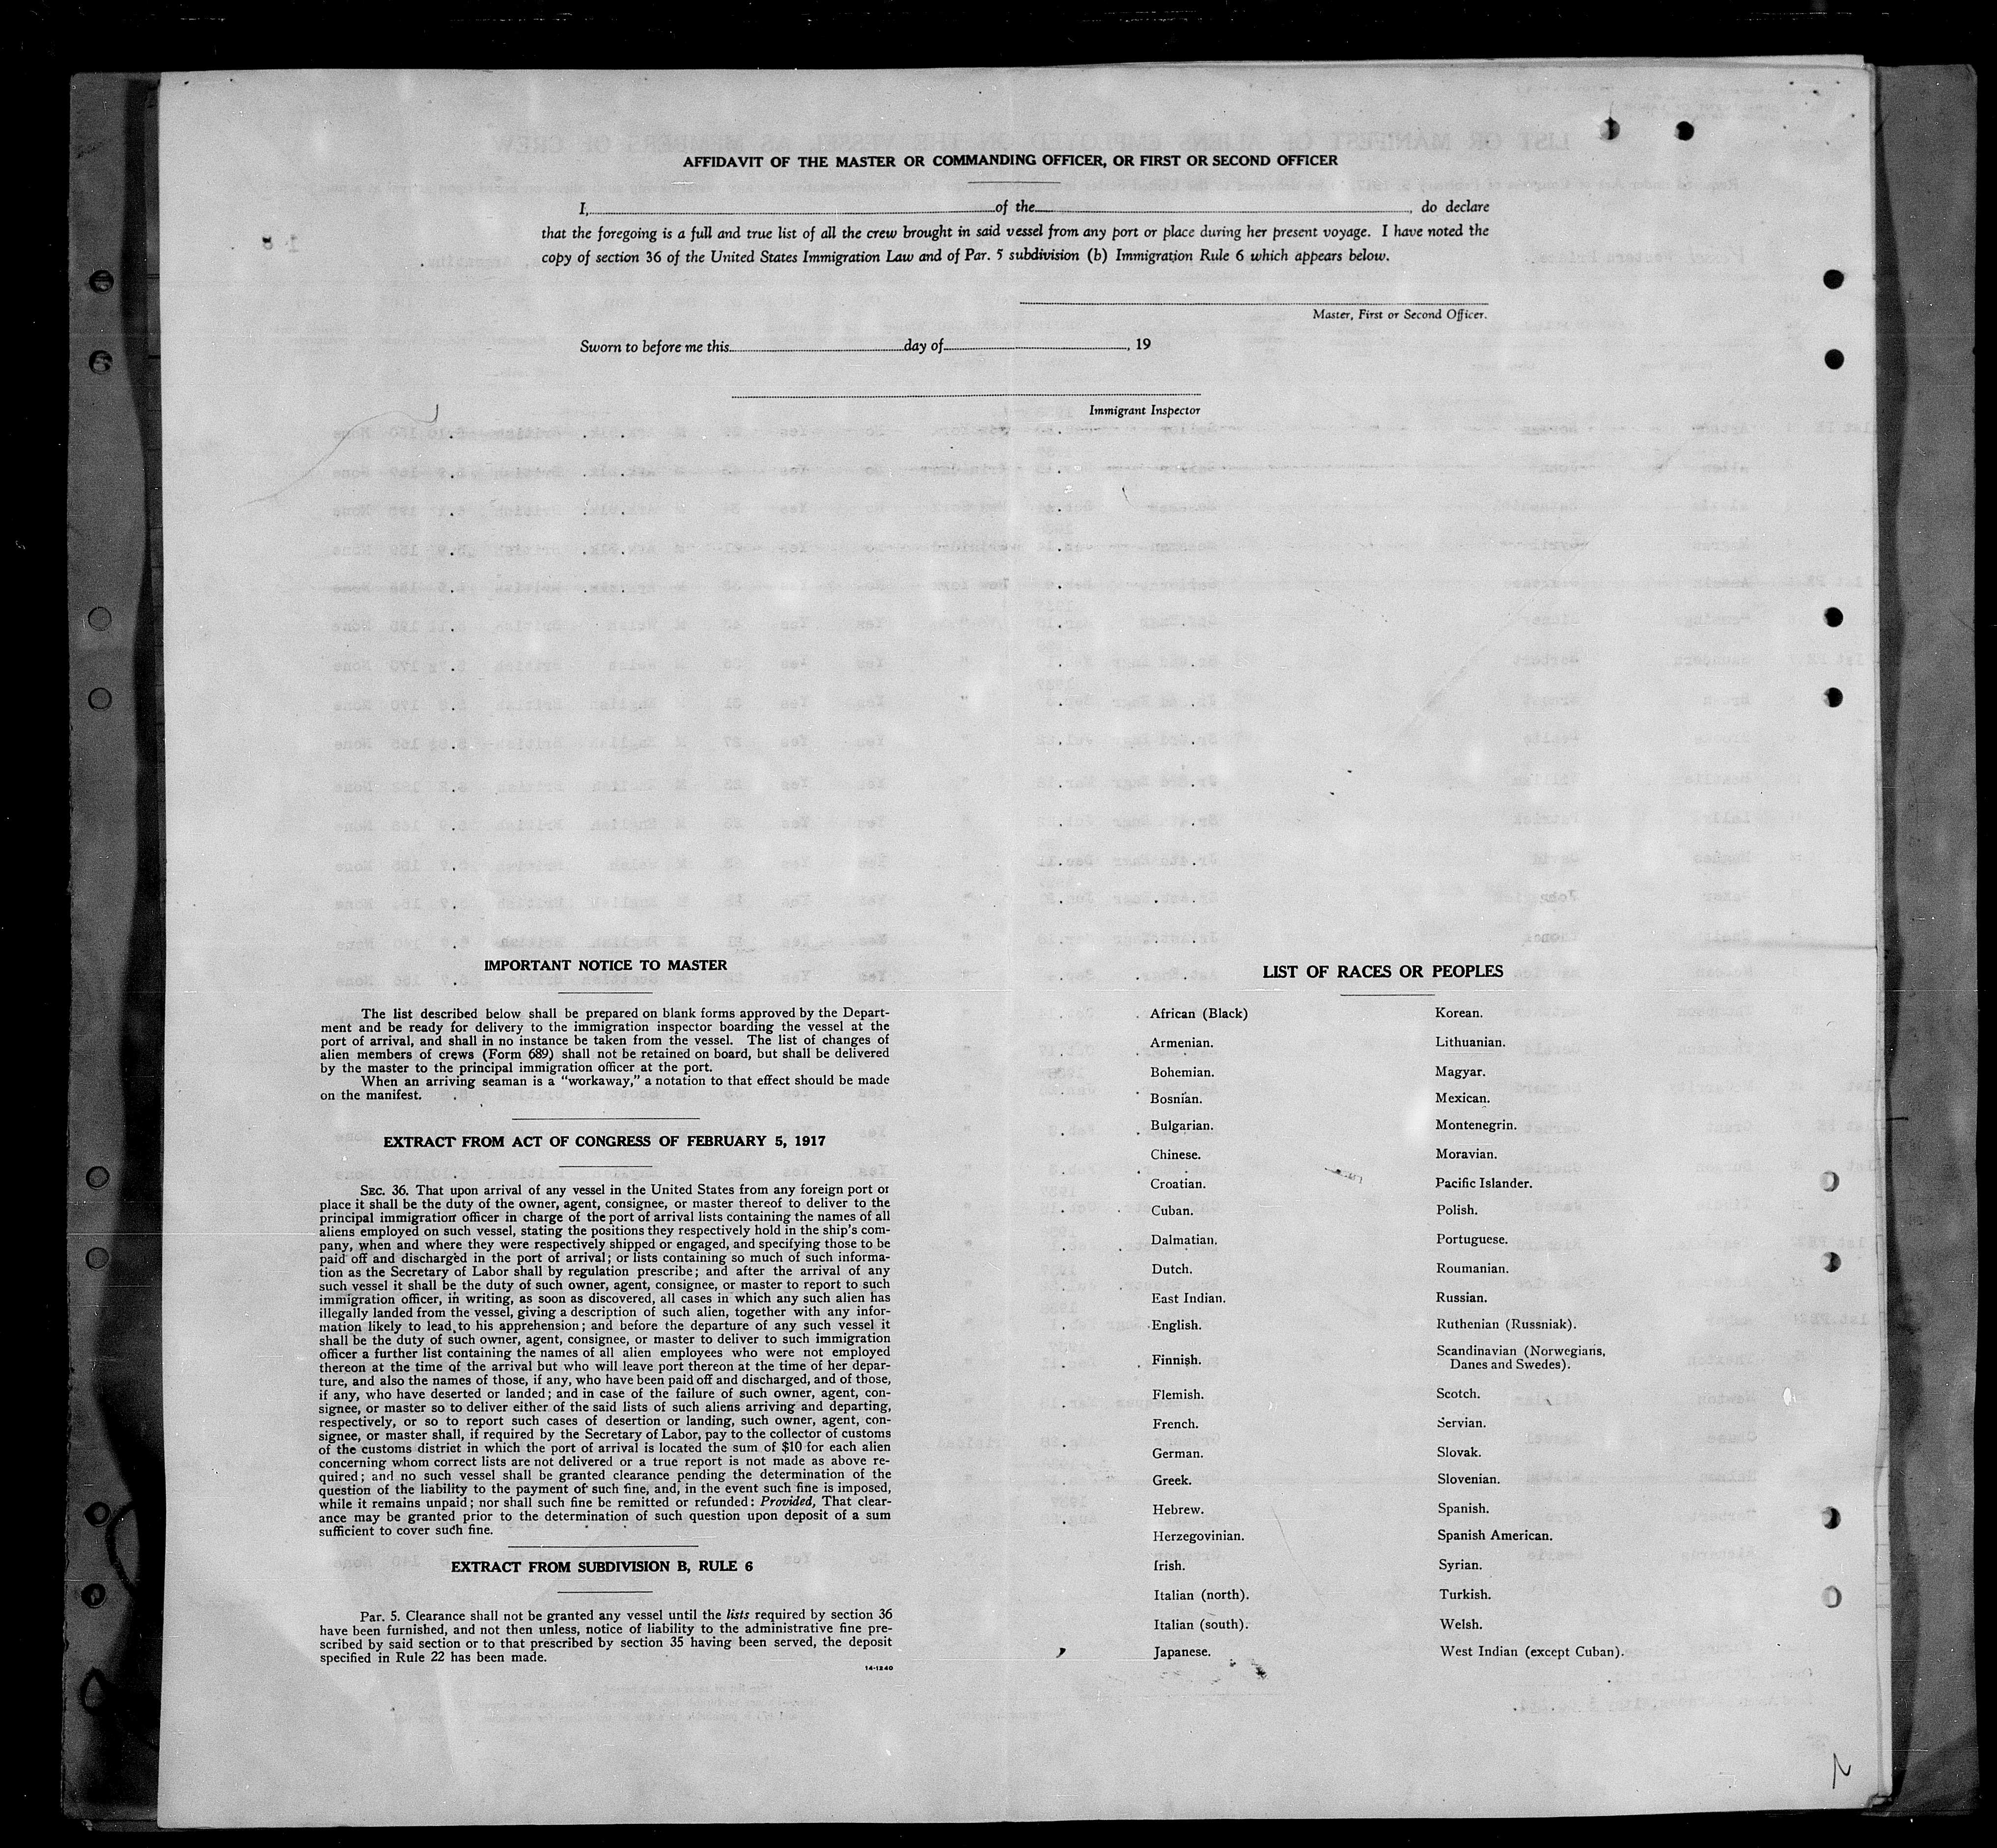 AFFIDAVIT OF THE MASTER OR COMMANDING OFFICER, OR FIRST OR SECOND OFFICER
I, of the , do declare
that the foregoing is a full and true list of all the crew brought in said vessel from any port or place during her present voyage. I have noted the
copy of section 36 of the United States Immigration Law and of Par. 5 subdivision (b) Immigration Rule 6 which appears below.
Master, First or Second Officer.
Sworn to before me this day of , 19
Immigrant Inspector
IMPORTANT NOTICE TO MASTER
The list described below shall be prepared on blank forms approved by the Depart-
ment and be ready for delivery to the immigration inspector boarding the vessel at the
port of arrival, and shall in no instance be taken from the vessel. The list of changes of
alien members of crews (Form 689) shall not be retained on board, but shall be delivered
by the master to the principal immigration officer at the port.
When an arriving seaman is a "workaway," a notation to that effect should be made
on the manifest.
EXTRACT FROM ACT OF CONGRESS OF FEBRUARY 5, 1917
SEC. 36. That upon arrival of any vessel in the United States from any foreign port or
place it shall be the duty of the owner, agent, consignee, or master thereof to deliver to the
principal immigration officer in charge of the port of arrival lists containing the names of all
aliens employed on such vessel, stating the positions they respectively hold in the ship's com-
pany, when and where they were respectively shipped or engaged, and specifying those to be
paid off and discharged in the port of arrival; or lists containing so much of such informa-
tion as the Secretary of Labor shall by regulation prescribe; and after the arrival of any
such vessel it shall be the duty of such owner, agent, consignee, or master to report to such
immigration officer, in writing, as soon as discovered, all cases in which any such alien has
illegally landed from the vessel, giving a description of such alien, together with any infor-
mation likely to lead to his apprehension; and before the departure of any such vessel it
shall be the duty of such owner, agent, consignee, or master to deliver to such immigration
officer a further list containing the names of all alien employees who were not employed
thereon at the time of the arrival but who will leave port thereon at the time of her depar-
ture, and also the names of those, if any, who have been paid off and discharged, and of those,
if any, who have deserted or landed; and in case of the failure of such owner, agent, con-
signee, or master so to deliver either of the said lists of such aliens arriving and departing,
respectively, or so to report such cases of desertion or landing, such owner, agent, con-
signee, or master shall, if required by the Secretary of Labor, pay to the collector of customs
of the customs district in which the port of arrival is located the sum of $10 for each alien
concerning whom correct lists are not delivered or a true report is not made as above re-
quired; and no such vessel shall be granted clearance pending the determination of the
question of the liability to the payment of such fine, and, in the event such fine is imposed,
while it remains unpaid; nor shall such fine be remitted or refunded: Provided, That clear-
ance may be granted prior to the determination of such question upon deposit of a sum
sufficient to cover such fine.
EXTRACT FROM SUBDIVISION B, RULE 6
Par. 5. Clearance shall not be granted any vessel until the lists required by section 36
have been furnished, and not then unless, notice of liability to the administrative fine pre-
scribed by said section or to that prescribed by section 35 having been served, the deposit
specified in Rule 22 has been made.
14-1240
LIST OF RACES OR PEOPLES
African (Black)
Armenian.
Bohemian.
Bosnian.
Bulgarian.
Chinese.
Croatian.
Cuban.
Dalmatian.
Dutch.
East Indian.
English.
Finnish.
Flemish.
French.
German.
Greek.
Hebrew.
Herzegovinian.
Irish.
Italian (north).
Italian (south).
Japanese.
Korean.
Lithuanian.
Magyar.
Mexican.
Montenegrin.
Moravian.
Pacific Islander.
Polish.
Portuguese.
Roumanian.
Russian.
Ruthenian (Russniak).
Scandinavian (Norwegians,
Danes and Swedes).
Scotch.
Servian.
Slovak.
Slovenian.
Spanish.
Spanish American.
Syrian.
Turkish.
Welsh.
West Indian (except Cuban).